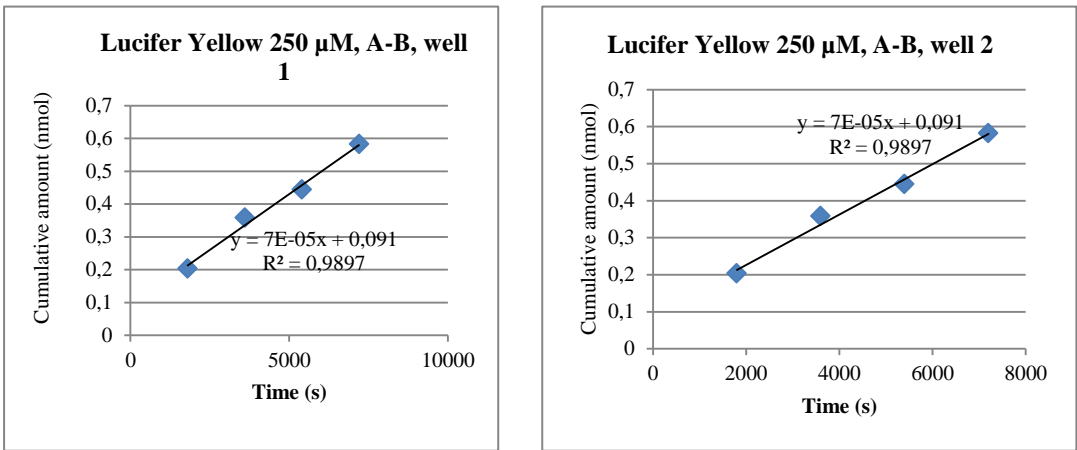 Lucifer Yellow 250 µM, A-B, well
1
Cumulative amount (nmol)
0,7
0,6
0,5
0,4
0,3
0,2
0,1
0
y = 7E-05x + 0,091
R² = 0,9897
0
5000
10000
Time (s)
Lucifer Yellow 250 µM, A-B, well 2
Cumulative amount (nmol)
0,7
0,6
0,5
0,4
0,3
0,2
0,1
0
y = 7E-05x + 0,091
R² = 0,9897
0
2000
4000
6000
8000
Time (s)